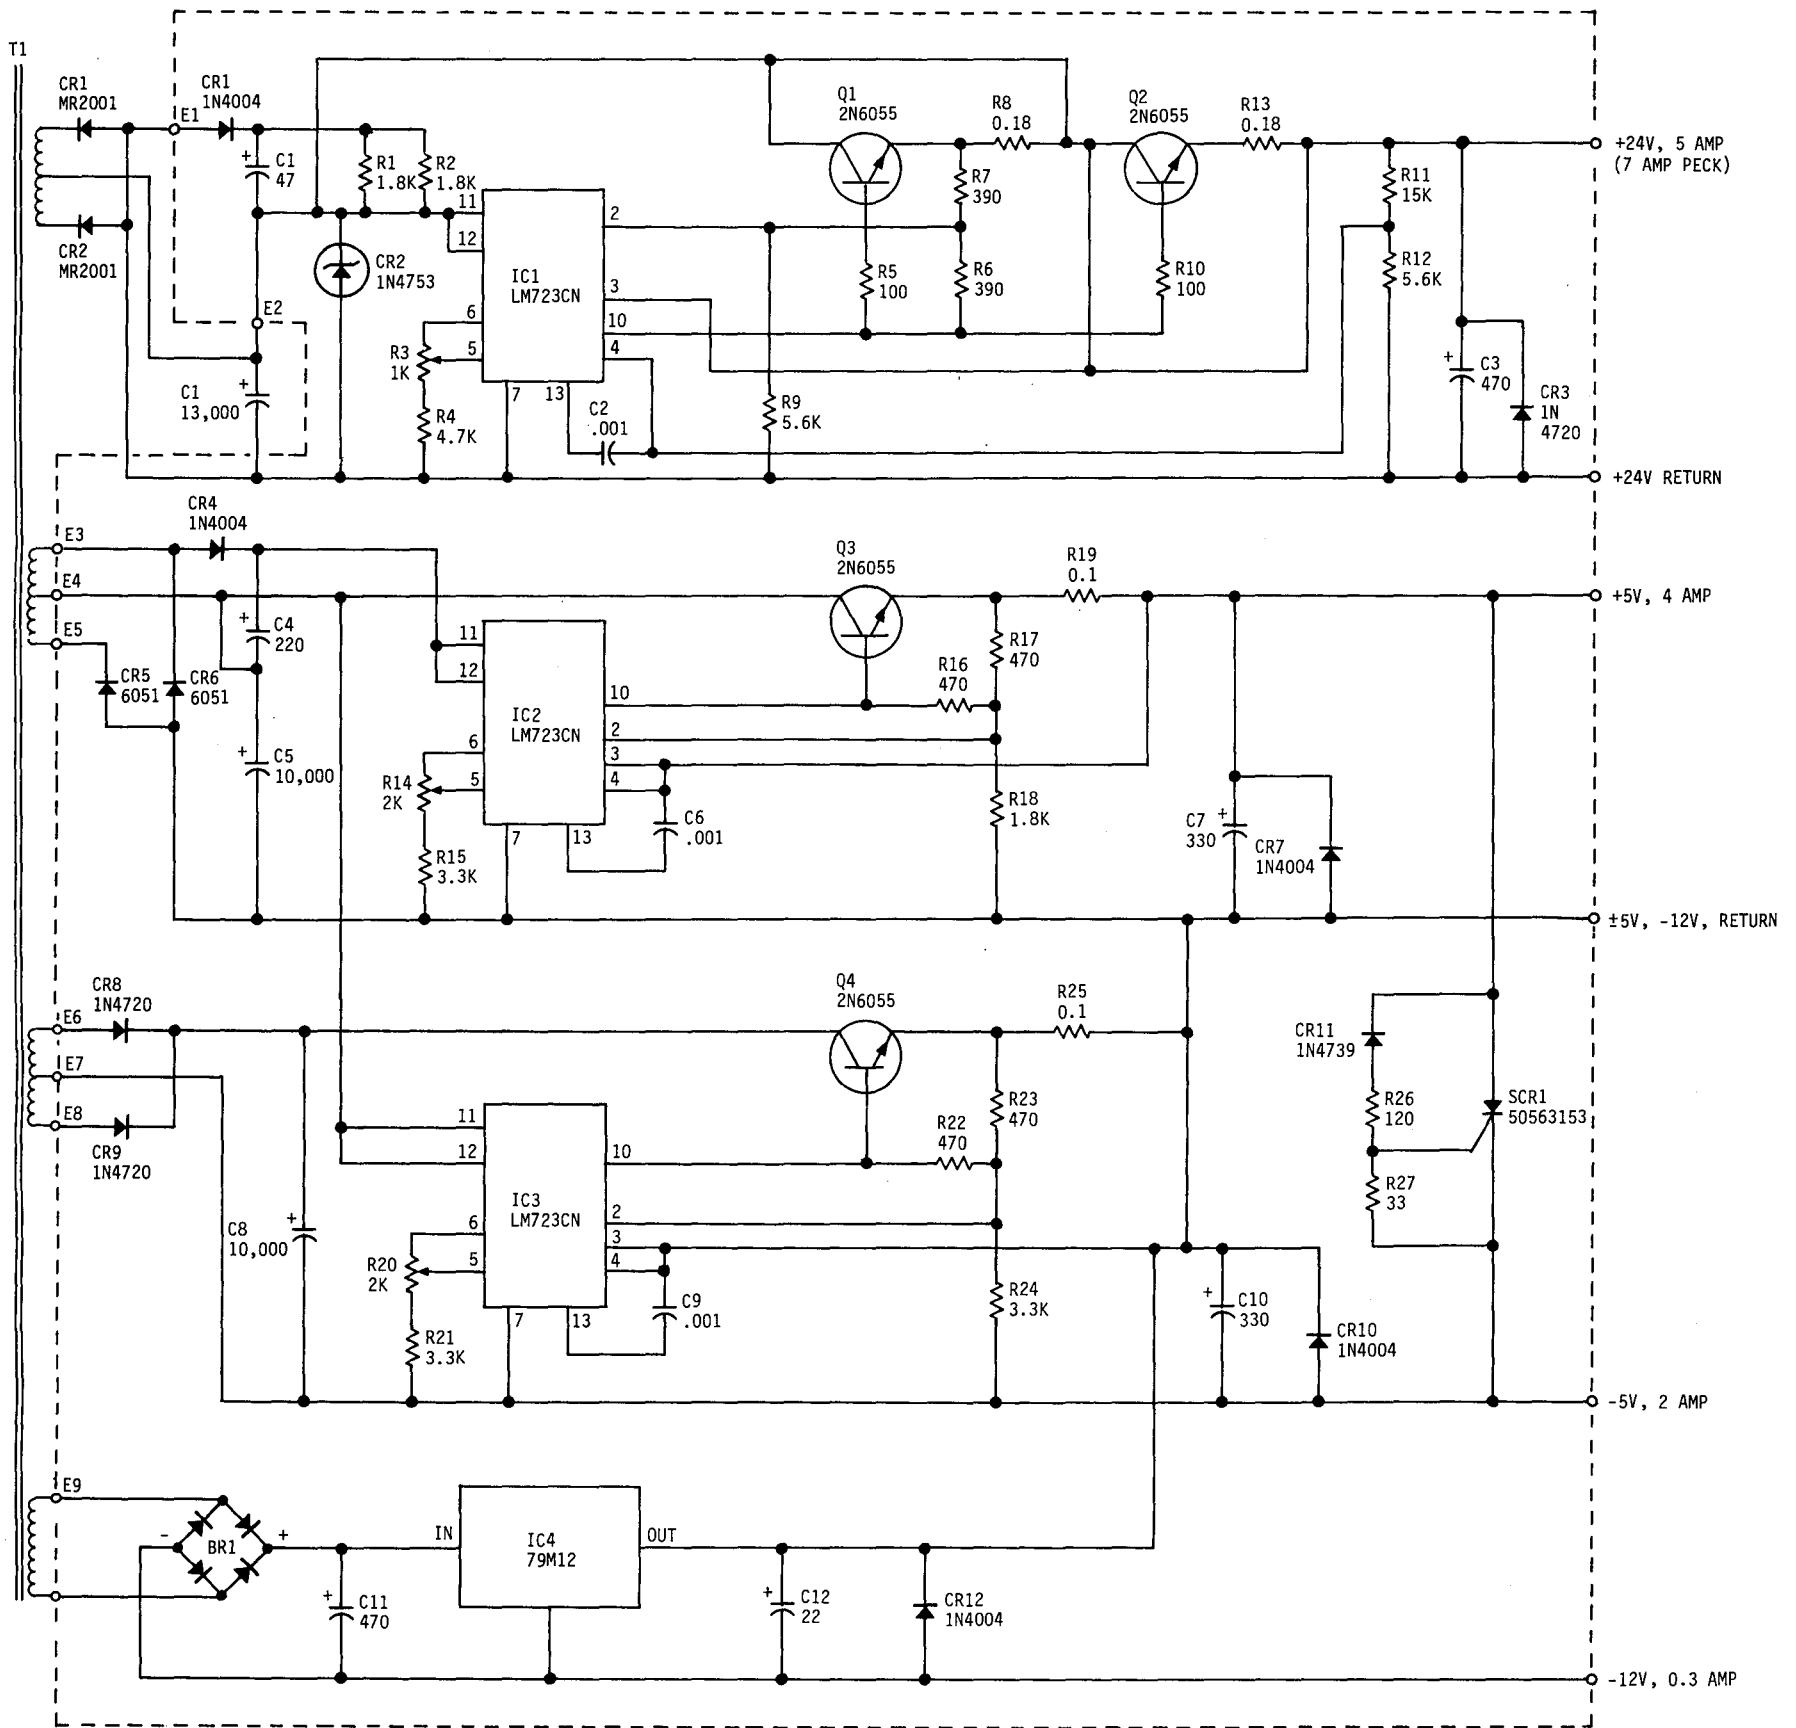 T1
CR1
MR2001
CR1
1N4004
E1
+
C1
47
R1
1.8K
R2
1.8K
CR2
MR2001
CR2
1N4753
E2
+
C1
13,000
11
12
6
5
7
13
2
3
10
4
IC1
LM723CN
R3
1K
R4
4.7K
C2
.001
Q1
2N6055
R8
0.18
Q2
2N6055
R13
0.18
R7
390
R5
100
R6
390
R10
100
R9
5.6K
R11
15K
R12
5.6K
+
C3
470
CR3
1N
4720
+24V, 5 AMP
(7 AMP PECK)
+24V RETURN
E3
E4
E5
CR4
1N4004
+
C4
220
CR5
6051
CR6
6051
+
C5
10,000
11
12
6
5
7
13
10
2
3
4
IC2
LM723CN
R14
2K
R15
3.3K
C6
.001
Q3
2N6055
R19
0.1
R16
470
R17
470
R18
1.8K
+
C7
330
CR7
1N4004
+5V, 4 AMP
±5V, -12V, RETURN
CR8
1N4720
E6
E7
E8
CR9
1N4720
+
C8
10,000
11
12
6
5
7
13
10
2
3
4
IC3
LM723CN
R20
2K
R21
3.3K
C9
.001
Q4
2N6055
R25
0.1
R22
470
R23
470
R24
3.3K
+
C10
330
CR10
1N4004
CR11
1N4739
R26
120
R27
33
SCR1
50563153
-5V, 2 AMP
E9
-
BR1
+
+
C11
470
IN
IC4
79M12
OUT
+
C12
22
CR12
1N4004
-12V, 0.3 AMP